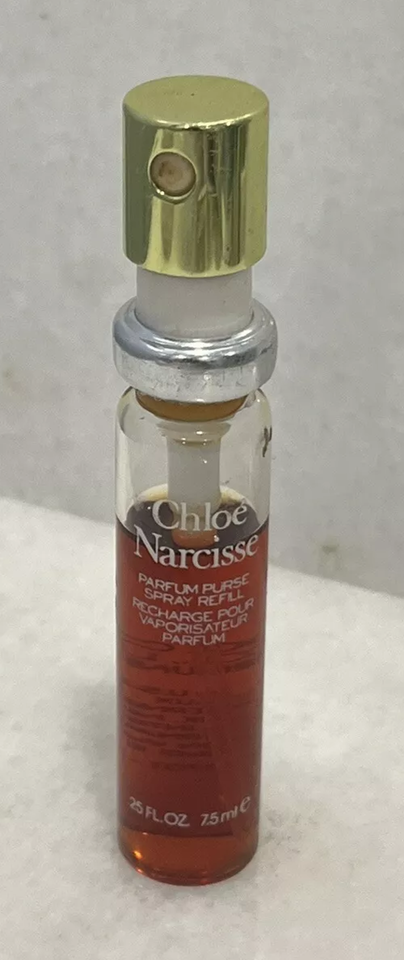 Chloé
Narcisse
PARFUM PURSE
SPRAY REFILL
RECHARGE POUR
VAPORISATEUR
PARFUM
.25 FL.OZ. 7.5 ml e